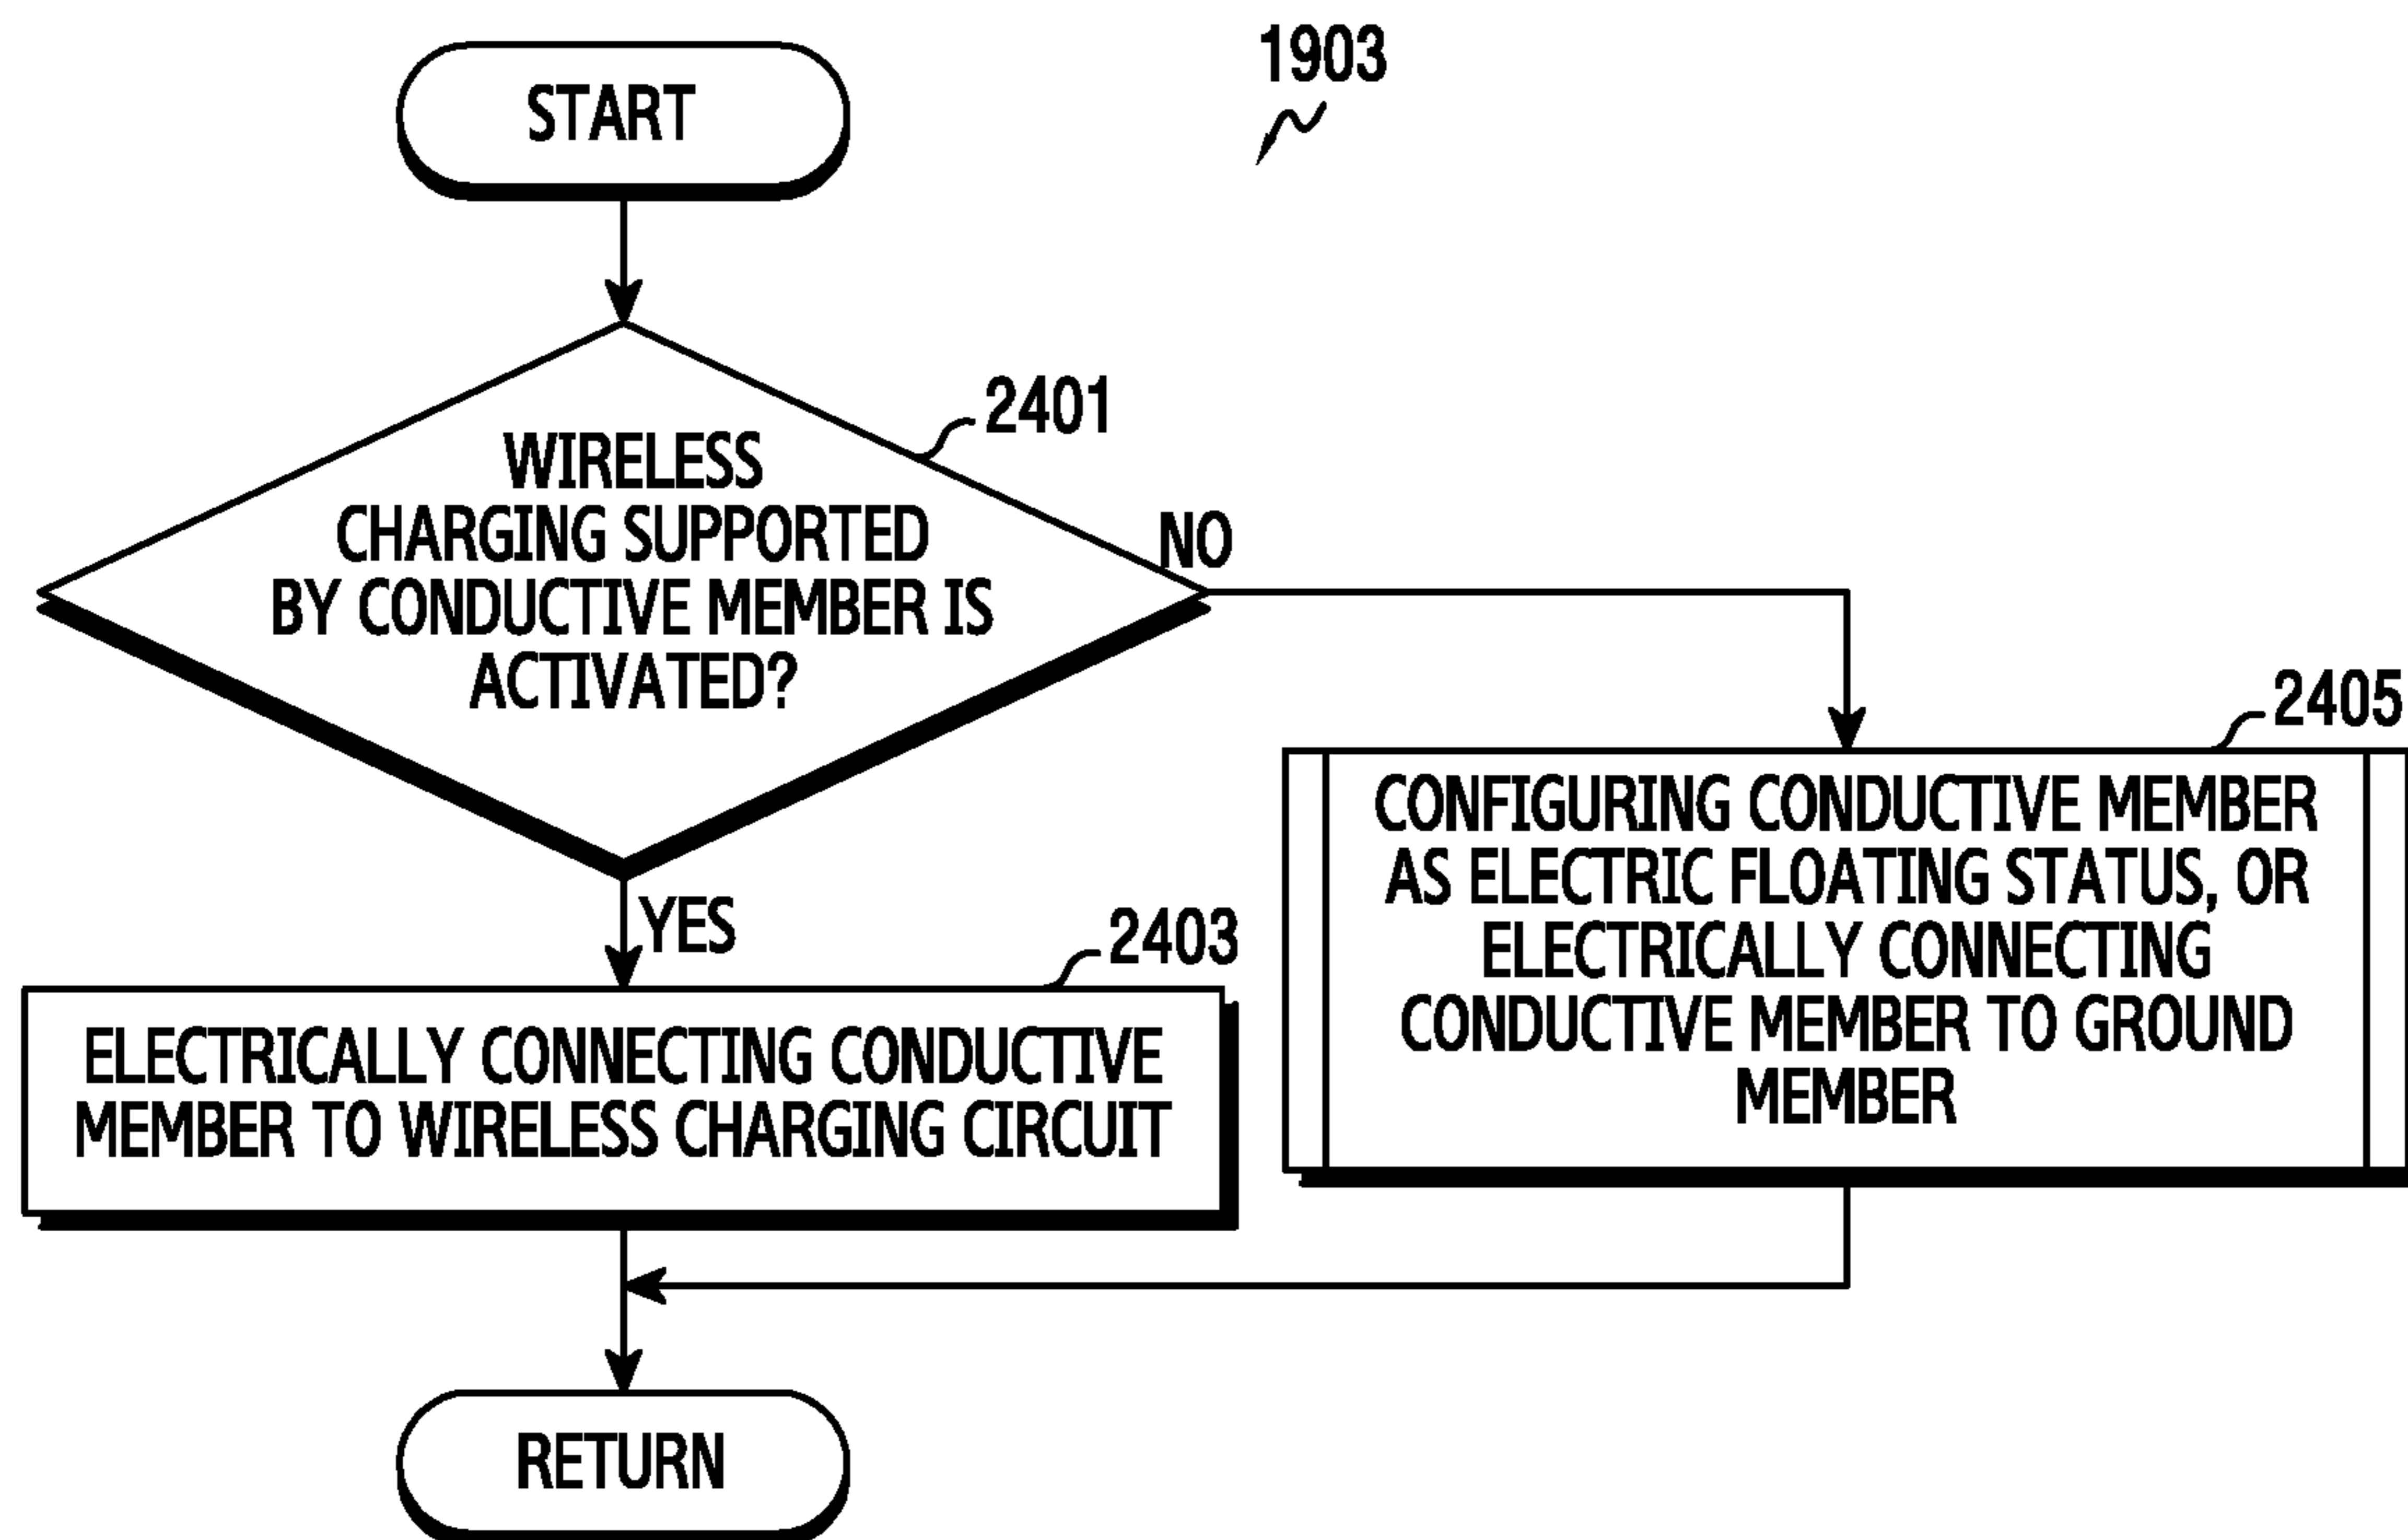 1903
START
2401
WIRELESS
CHARGING SUPPORTED
BY CONDUCTIVE MEMBER IS
ACTIVATED?
NO
YES
2403
ELECTRICALLY CONNECTING CONDUCTIVE
MEMBER TO WIRELESS CHARGING CIRCUIT
2405
CONFIGURING CONDUCTIVE MEMBER
AS ELECTRIC FLOATING STATUS, OR
ELECTRICALLY CONNECTING
CONDUCTIVE MEMBER TO GROUND
MEMBER
RETURN